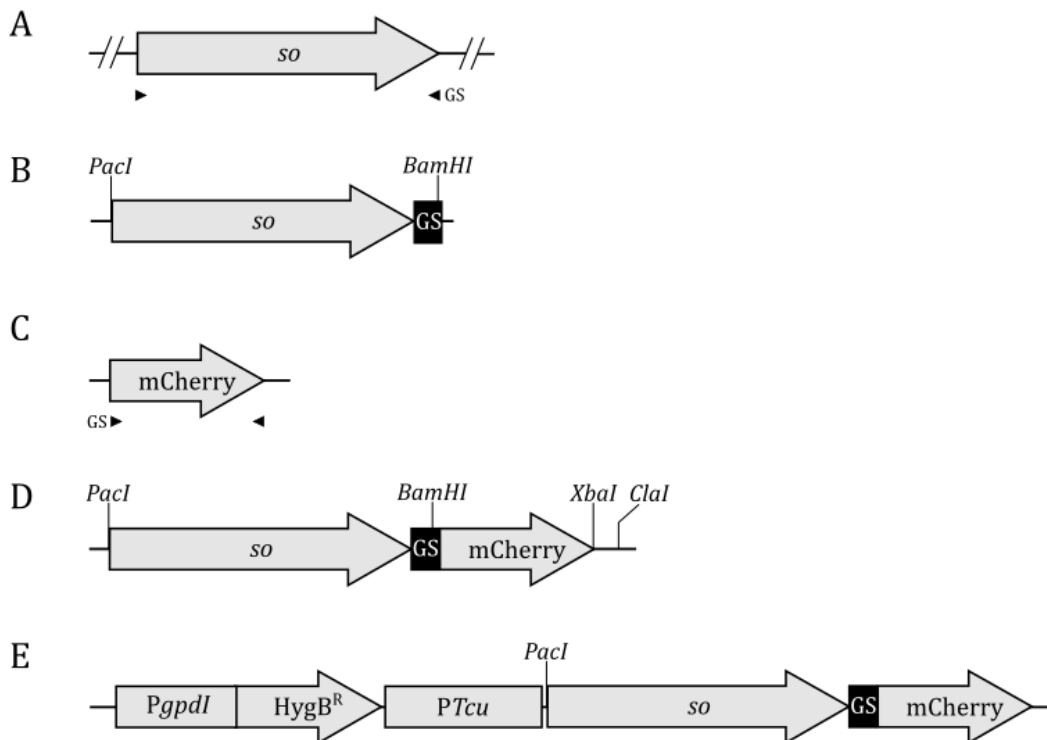 A
so
GS
B
PacI
BamHI
so
GS
C
mCherry
GS
D
PacI
BamHI
XbaI
ClaI
so
GS
mCherry
E
PacI
PgpdI
HygBᴿ
PTcu
so
GS
mCherry